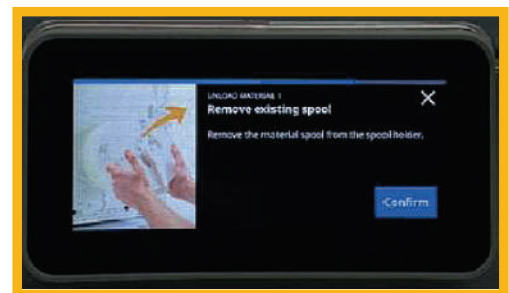 UNLOAD MATERIAL 1
Remove existing spool
Remove the material spool from the spool holder.
Confirm